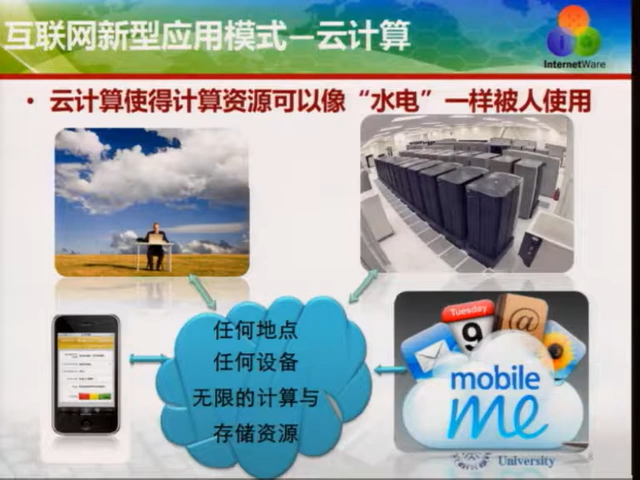 互联网新型应用模式—云计算
InternetWare
• 云计算使得计算资源可以像“水电”一样被人使用
任何地点
任何设备
无限的计算与
存储资源
Tuesday
9
@
mobile
me
University